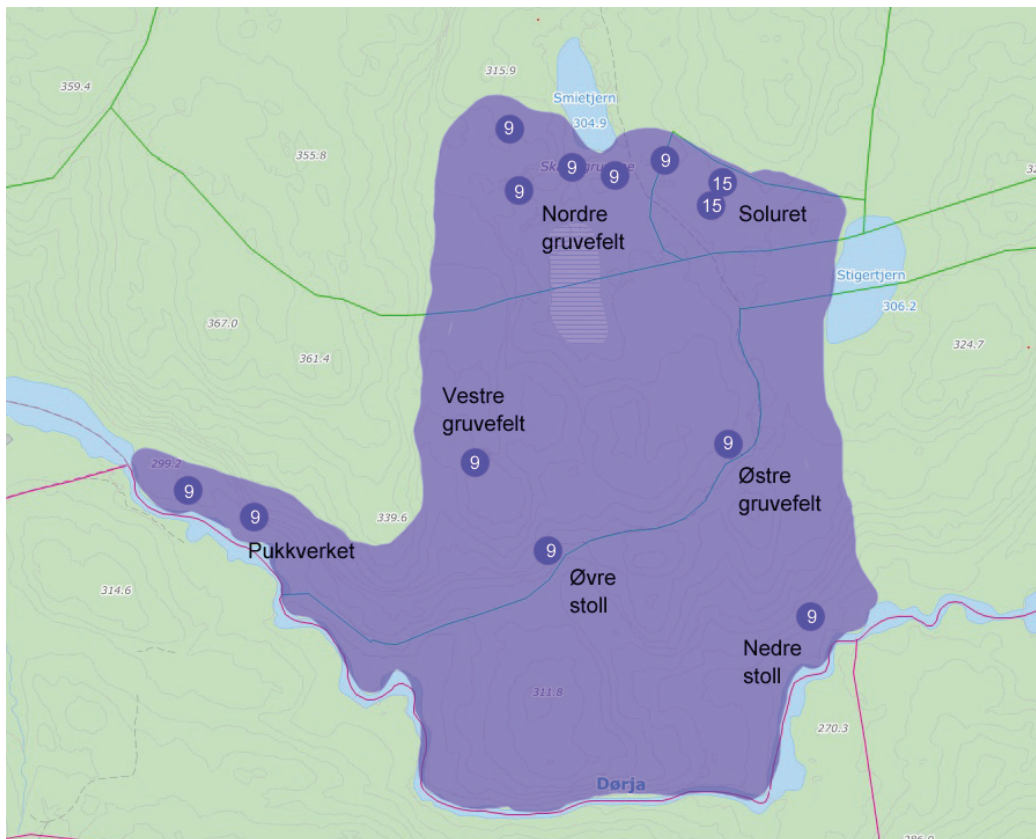 315.9
359.4
Smietjern
304.9
9
355.8
9
9
9
9
15
15
Nordre
gruvefelt
Soluret
Stigertjern
306.2
367.0
361.4
324.7
Vestre
gruvefelt
9
9
Østre
gruvefelt
299.2
9
9
339.6
Pukkverket
9
Øvre
stoll
314.6
9
Nedre
stoll
311.8
270.3
Dørja